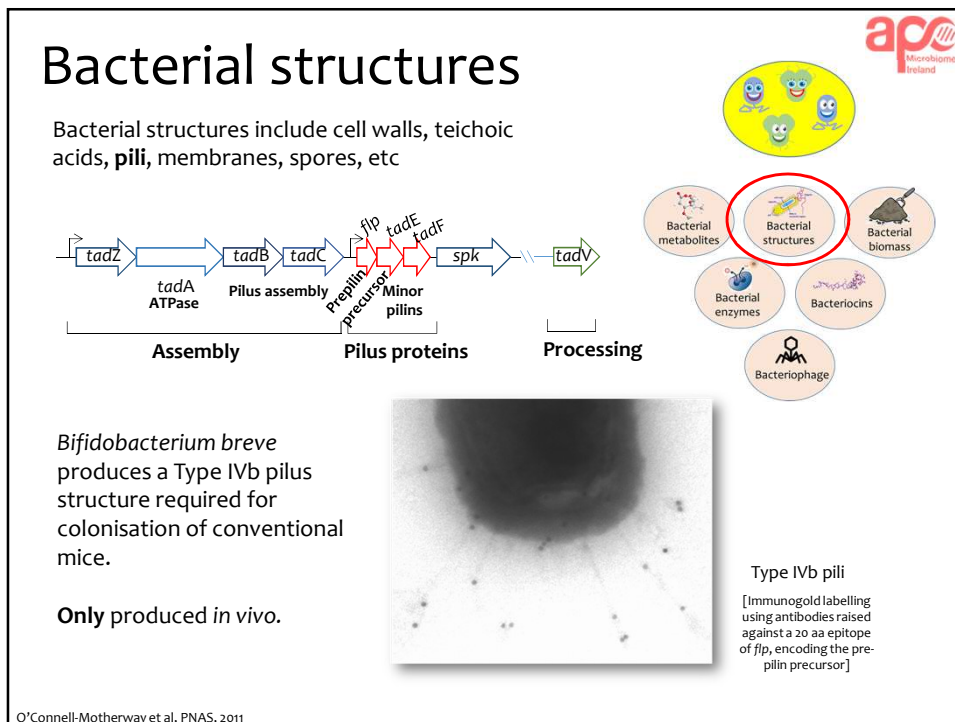 Bacterial structures
apc
Microbiome
Ireland
Bacterial structures include cell walls, teichoic
acids, pili, membranes, spores, etc
tadZ
tadA
ATPase
tadB
tadC
Pilus assembly
flp
tadE
tadF
Prepilin
precursor
Minor
pilins
spk
tadV
Assembly
Pilus proteins
Processing
Bacterial
metabolites
Bacterial
structures
Bacterial
biomass
Bacterial
enzymes
Bacteriocins
Bacteriophage
Bifidobacterium breve
produces a Type IVb pilus
structure required for
colonisation of conventional
mice.
Only produced in vivo.
Type IVb pili
[Immunogold labelling
using antibodies raised
against a 20 aa epitope
of flp, encoding the pre-
pilin precursor]
O'Connell-Motherway et al, PNAS, 2011